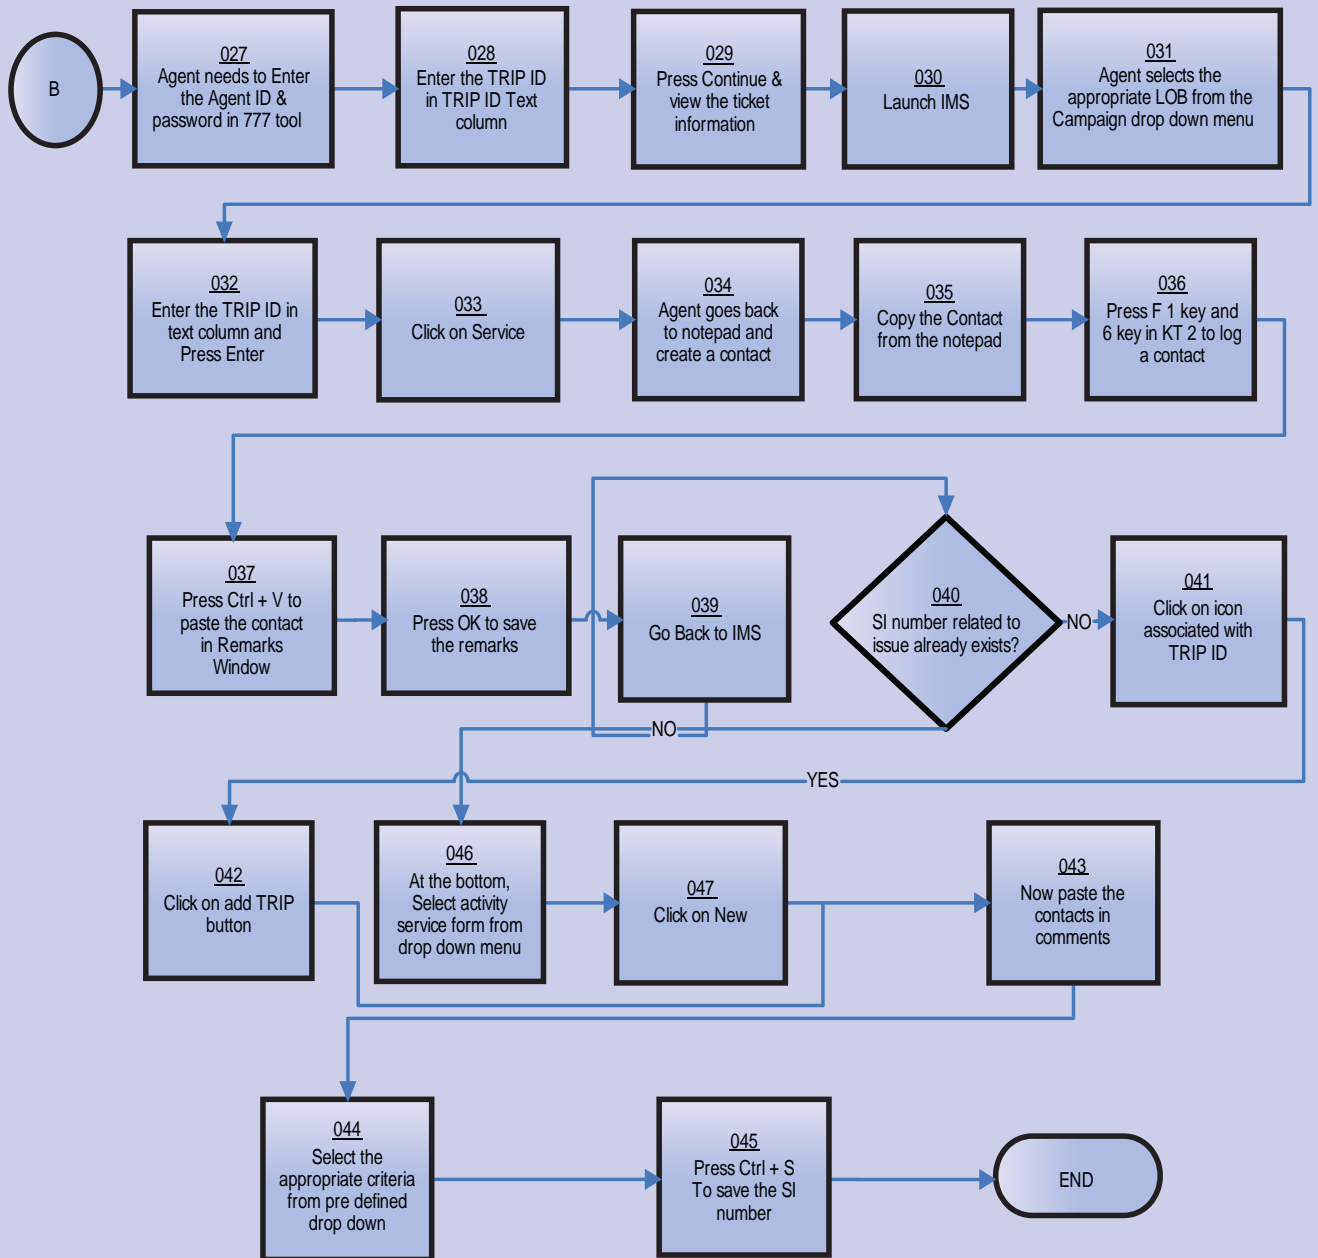 B
027
Agent needs to Enter
the Agent ID &
password in 777 tool
028
Enter the TRIP ID
in TRIP ID Text
column
029
Press Continue &
view the ticket
information
030
Launch IMS
031
Agent selects the
appropriate LOB from the
Campaign drop down menu
032
Enter the TRIP ID in
text column and
Press Enter
033
Click on Service
034
Agent goes back
to notepad and
create a contact
035
Copy the Contact
from the notepad
036
Press F 1 key and
6 key in KT 2 to log
a contact
037
Press Ctrl + V to
paste the contact
in Remarks
Window
038
Press OK to save
the remarks
039
Go Back to IMS
040
SI number related to
issue already exists?
NO
041
Click on icon
associated with
TRIP ID
NO
YES
042
Click on add TRIP
button
046
At the bottom,
Select activity
service form from
drop down menu
047
Click on New
043
Now paste the
contacts in
comments
044
Select the
appropriate criteria
from pre defined
drop down
045
Press Ctrl + S
To save the SI
number
END